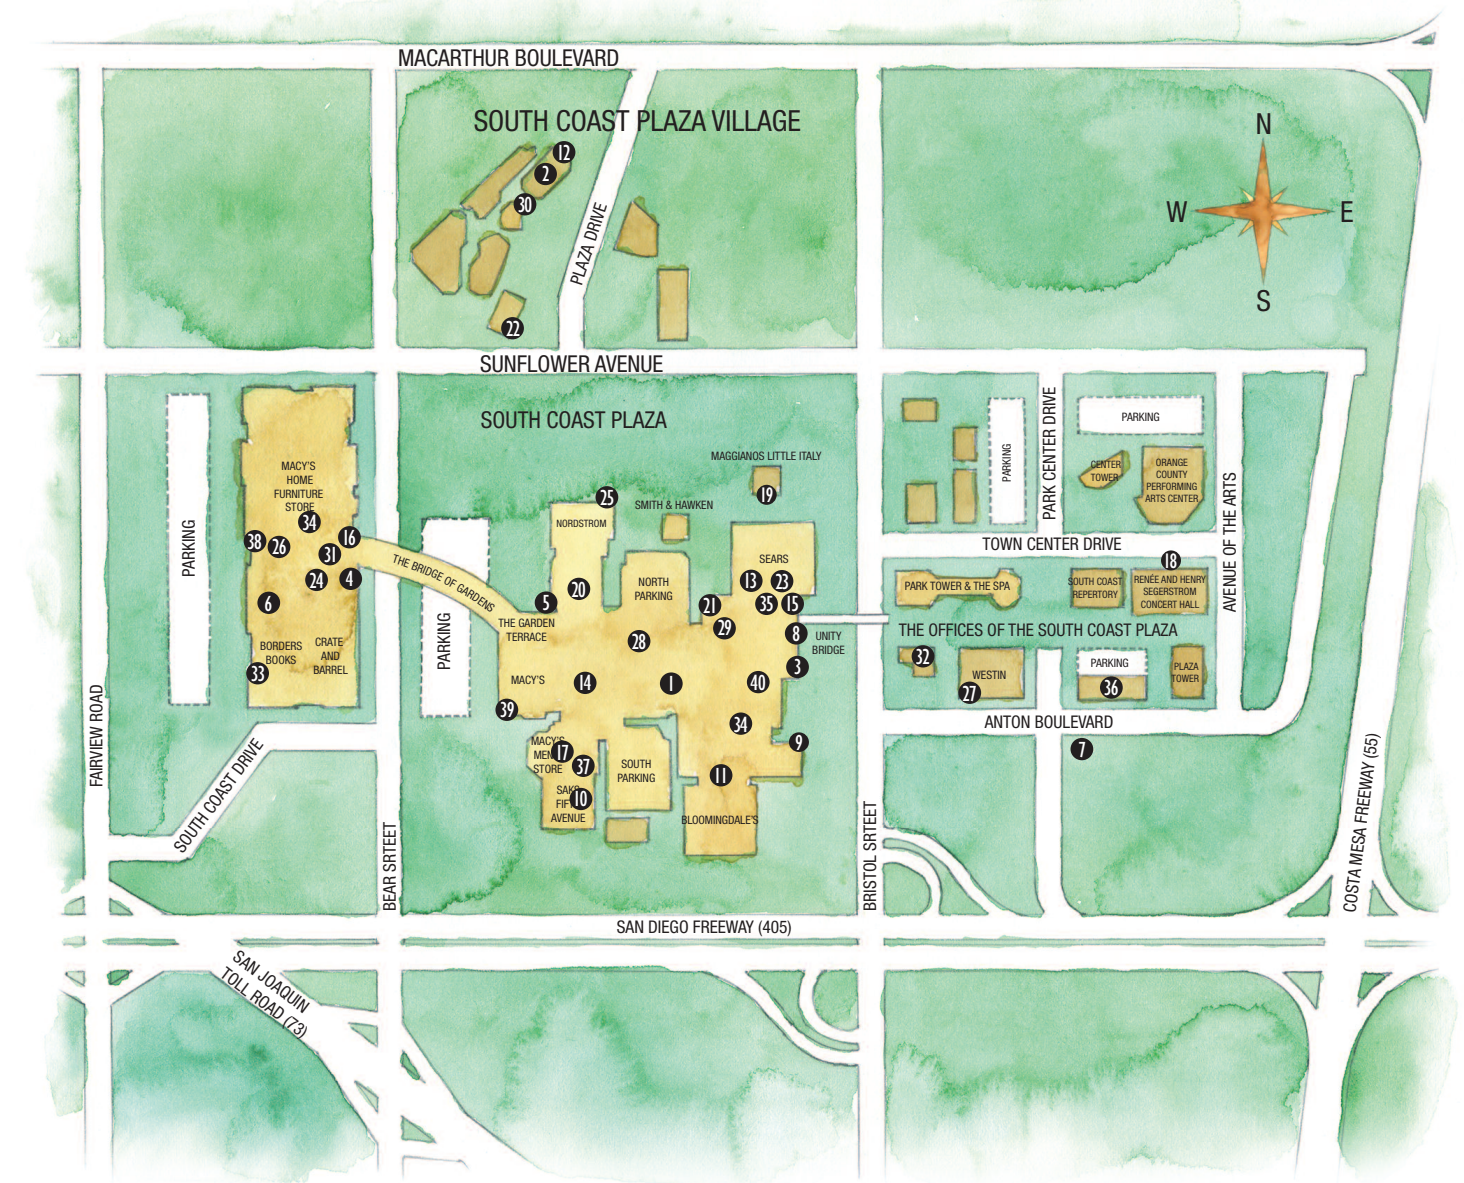 MACARTHUR BOULEVARD
SOUTH COAST PLAZA VILLAGE
N
W
E
S
12
2
30
22
PLAZA DRIVE
SUNFLOWER AVENUE
SOUTH COAST PLAZA
PARKING
MACY'S
HOME
FURNITURE
STORE
34
38
26
16
31
24
4
6
BORDERS
BOOKS
CRATE
AND
BARREL
33
THE BRIDGE OF GARDENS
PARKING
25
NORDSTROM
20
5
THE GARDEN
TERRACE
MAGGIANOS LITTLE ITALY
19
SMITH & HAWKEN
NORTH
PARKING
SEARS
13
23
21
35
15
29
8
UNITY
BRIDGE
28
3
MACY'S
14
1
40
39
34
9
MACY'S
MEN
STORE
17
37
SAKS
FIFT
AVENUE
10
SOUTH
PARKING
11
BLOOMINGDALE'S
PARKING
PARK CENTER DRIVE
PARKING
CENTER
TOWER
ORANGE
COUNTY
PERFORMING
ARTS CENTER
AVENUE OF THE ARTS
TOWN CENTER DRIVE
18
PARK TOWER & THE SPA
SOUTH COAST
REPERTORY
RENÉE AND HENRY
SEGERSTROM
CONCERT HALL
THE OFFICES OF THE SOUTH COAST PLAZA
32
WESTIN
27
PARKING
36
PLAZA
TOWER
ANTON BOULEVARD
7
FAIRVIEW ROAD
SOUTH COAST DRIVE
BEAR SRTEET
BRISTOL SRTEET
COSTA MESA FREEWAY (55)
SAN DIEGO FREEWAY (405)
SAN JOAQUIN
TOLL ROAD (73)